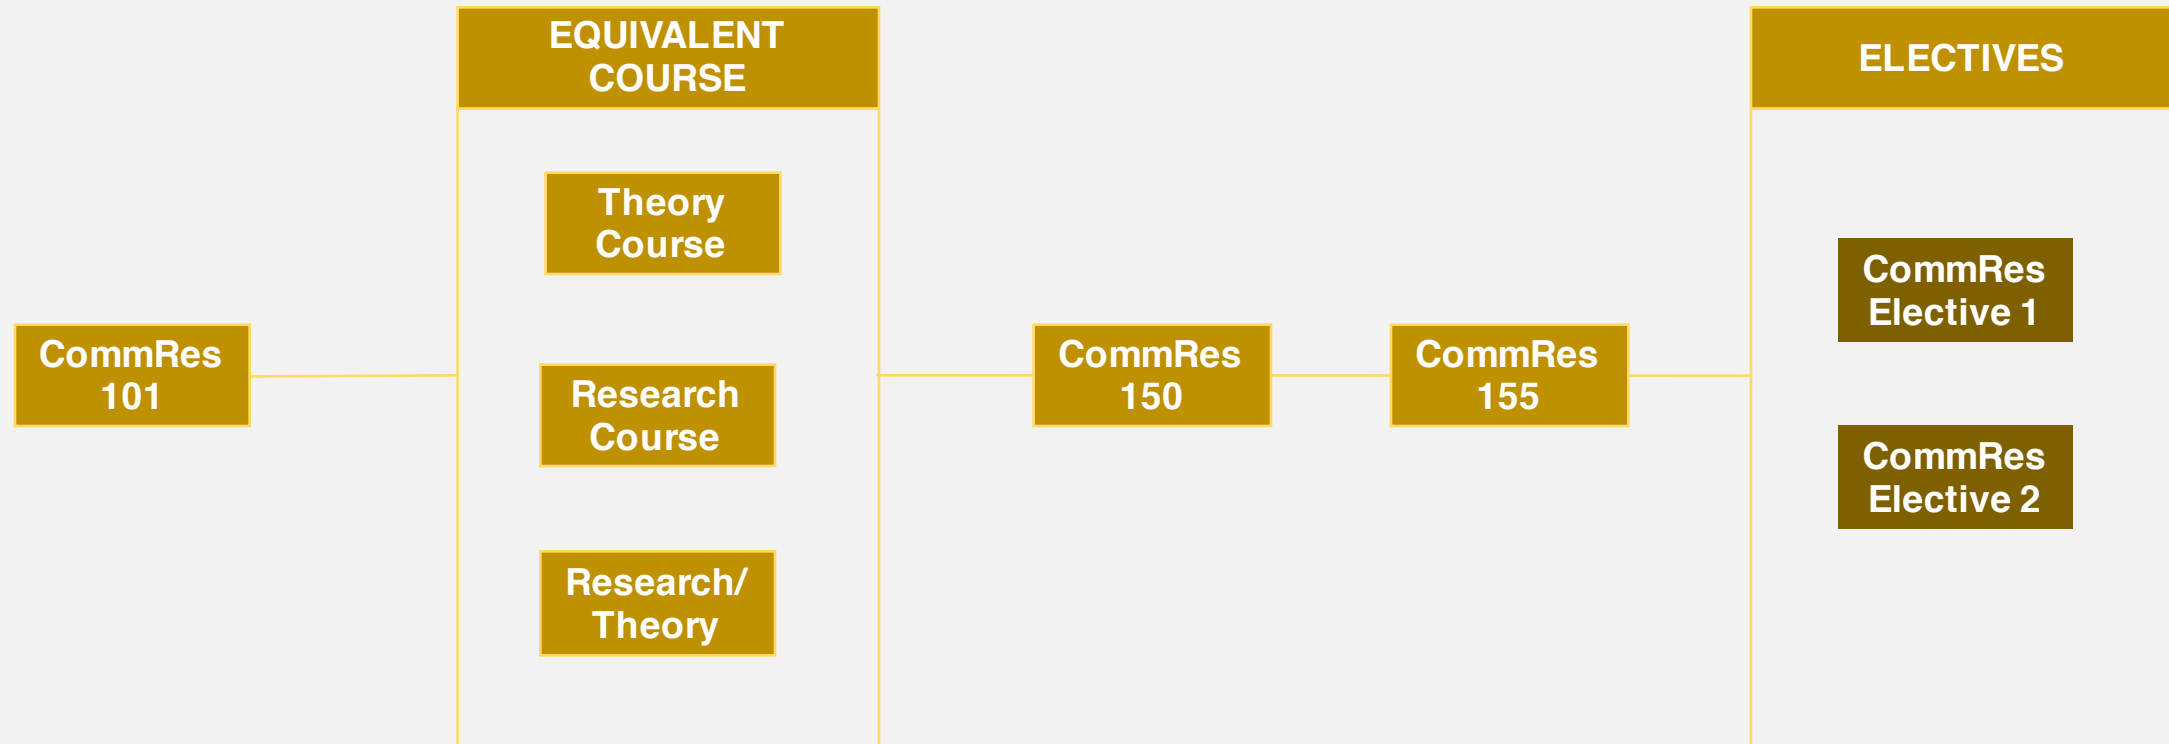 EQUIVALENT
COURSE
ELECTIVES
Theory
Course
CommRes
Elective 1
CommRes
101
Research
Course
CommRes
150
CommRes
155
CommRes
Elective 2
Research/
Theory